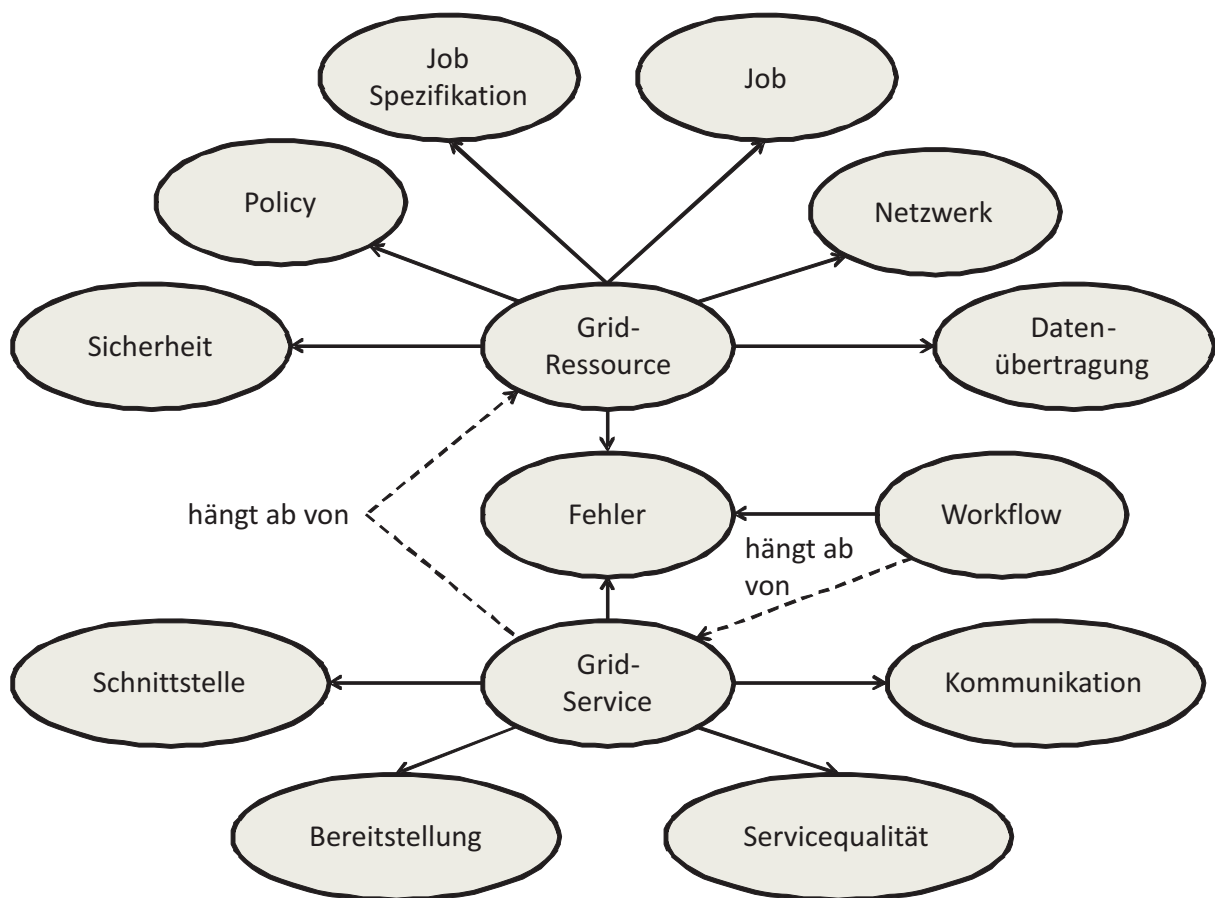 Job
Spezifikation
Job
Policy
Netzwerk
Sicherheit
Grid-
Ressource
Daten-
übertragung
hängt ab von
Fehler
Workflow
hängt ab
von
Schnittstelle
Grid-
Service
Kommunikation
Bereitstellung
Servicequalität